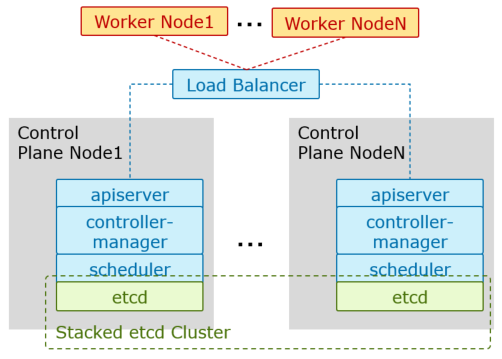 Worker Node1
...
Worker NodeN
Load Balancer
Control
Plane Node1
apiserver
controller-
manager
scheduler
etcd
...
Control
Plane NodeN
apiserver
controller-
manager
scheduler
etcd
Stacked etcd Cluster